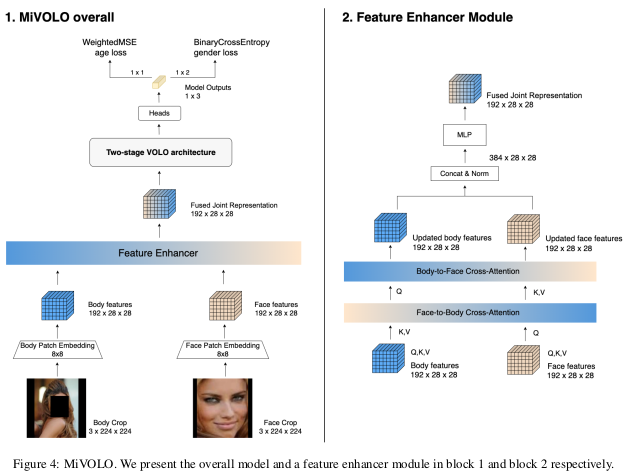 1. MiVOLO overall
WeightedMSE
age loss
BinaryCrossEntropy
gender loss
1 x 1
1 x 2
Model Outputs
1 x 3
Heads
Two-stage VOLO architecture
Fused Joint Representation
192 x 28 x 28
Feature Enhancer
Body features
192 x 28 x 28
Face features
192 x 28 x 28
Body Patch Embedding
8x8
Face Patch Embedding
8x8
Body Crop
3 x 224 x 224
Face Crop
3 x 224 x 224
2. Feature Enhancer Module
Fused Joint Representation
192 x 28 x 28
MLP
384 x 28 x 28
Concat & Norm
Updated body features
192 x 28 x 28
Updated face features
192 x 28 x 28
Body-to-Face Cross-Attention
Q
K,V
Face-to-Body Cross-Attention
K,V
Q
Q,K,V
Body features
192 x 28 x 28
Q,K,V
Face features
192 x 28 x 28
Figure 4: MiVOLO. We present the overall model and a feature enhancer module in block 1 and block 2 respectively.